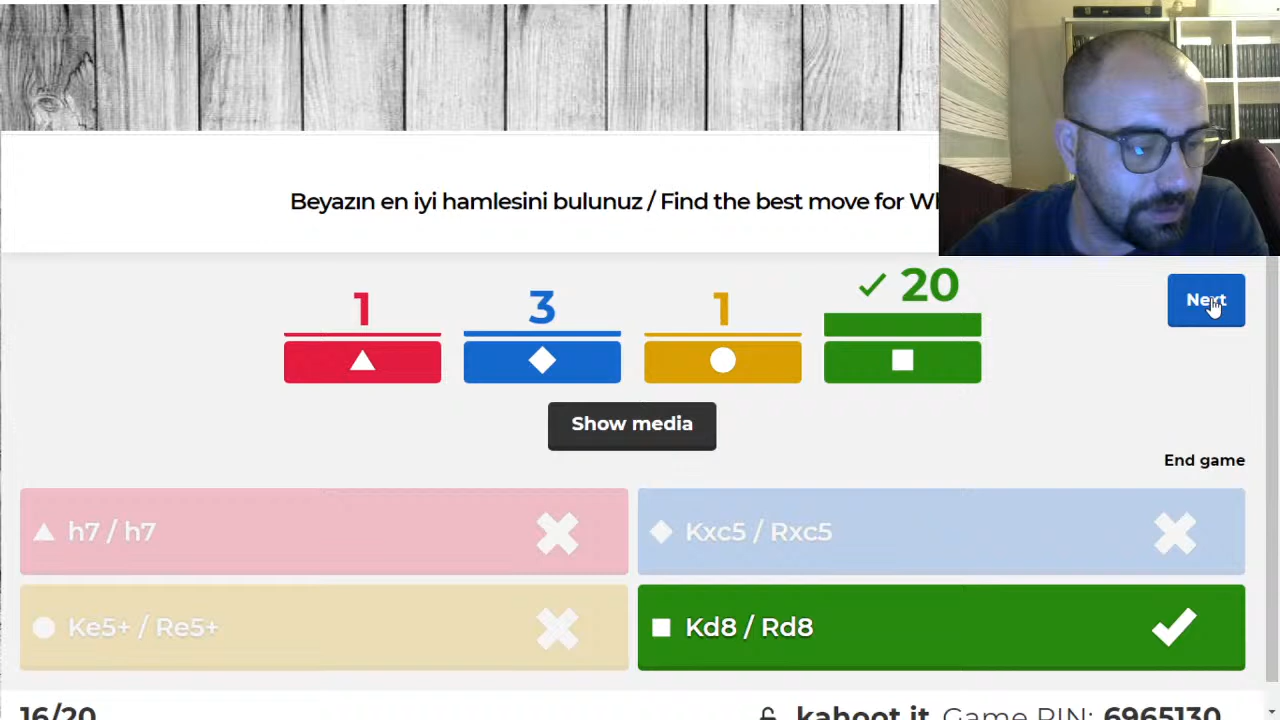 Beyazın en iyi hamlesini bulunuz / Find the best move for
1
3
1
20
Next
Show media
End game
h7 / h7
Kxc5 / Rxc5
Ke5+ / Re5+
Kd8 / Rd8
16/20
kahoot.it Game PIN: 6965130